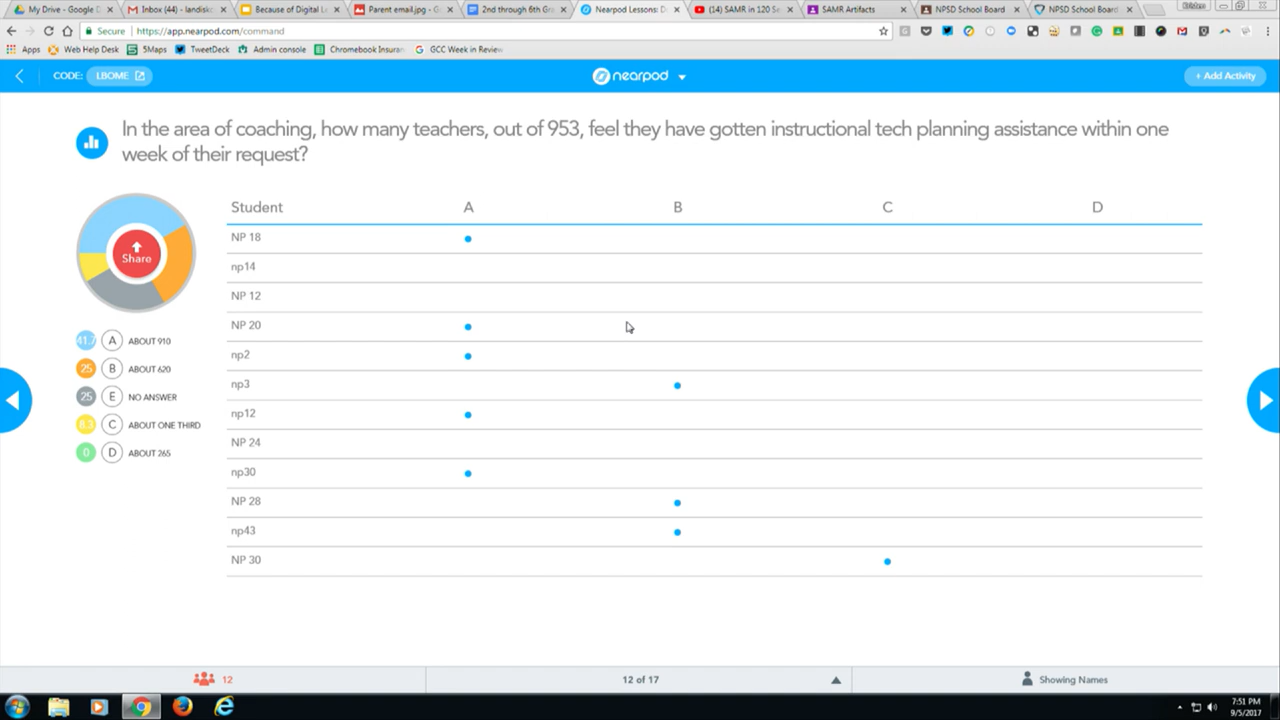 My Drive - Google D
Inbox (44) - landisk
Because of Digital L
Parent email.jpg - G
2nd through 6th Gra
Nearpod Lessons: D
(14) SAMR in 120 Se
SAMR Artifacts
NPSD School Board
NPSD School Board
Secure
https://app.nearpod.com/command
Apps
Web Help Desk
5Maps
TweetDeck
Admin console
Chromebook Insuran
GCC Week in Review
CODE:
LBOME
nearpod
+ Add Activity
In the area of coaching, how many teachers, out of 953, feel they have gotten instructional tech planning assistance within one
week of their request?
Share
Student A B C D
NP 18
np14
NP 12
NP 20
np2
np3
np12
NP 24
np30
NP 28
np43
NP 30
41.7 A ABOUT 910
25 B ABOUT 620
25 E NO ANSWER
8.3 C ABOUT ONE THIRD
0 D ABOUT 265
12
12 of 17
Showing Names
7:51 PM
9/5/2017